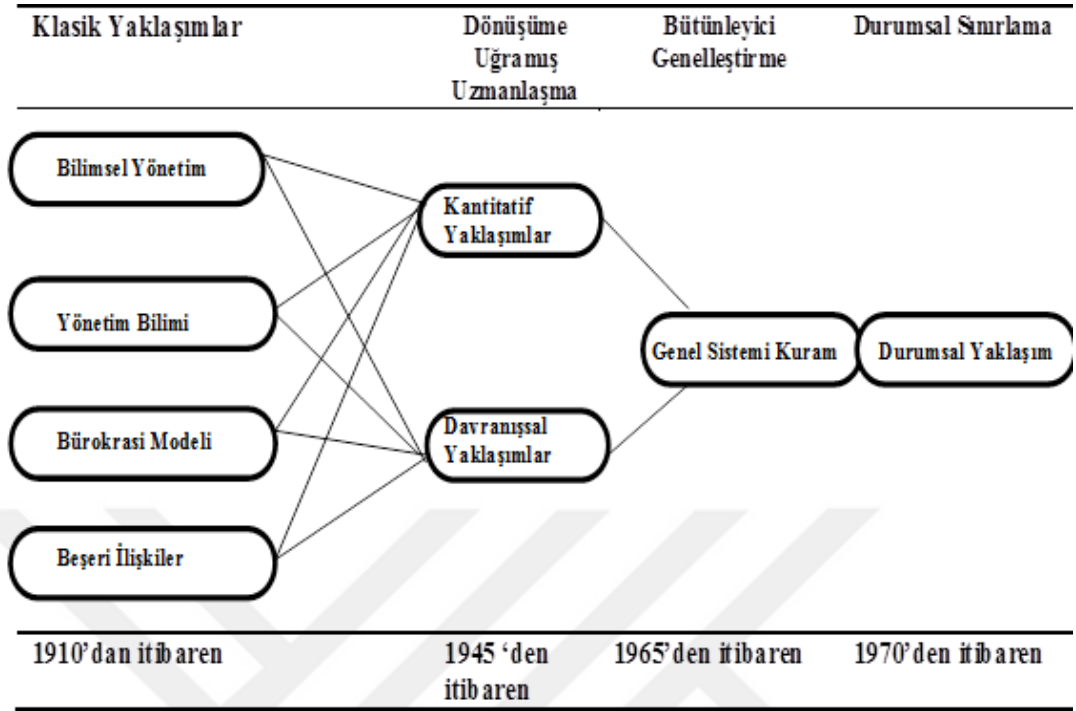 Klasik Yaklaşımlar
Dönüşüme
Uğramış
Uzmanlaşma
Bütünleyici
Genelleştirme
Durumsal Sınırlama
Bilimsel Yönetim
Yönetim Bilimi
Bürokrasi Modeli
Beşeri İlişkiler
Kantitatif
Yaklaşımlar
Davranışsal
Yaklaşımlar
Genel Sistemi Kuram
Durumsal Yaklaşım
1910’dan itibaren
1945 ‘den
itibaren
1965’den itibaren
1970’den itibaren